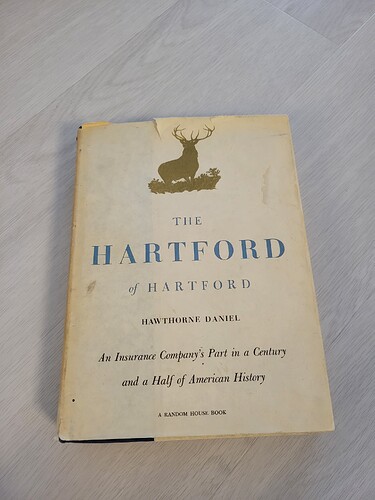 THE
HARTFORD
of HARTFORD
HAWTHORNE DANIEL
An Insurance Company's Part in a Century
and a Half of American History
A RANDOM HOUSE BOOK